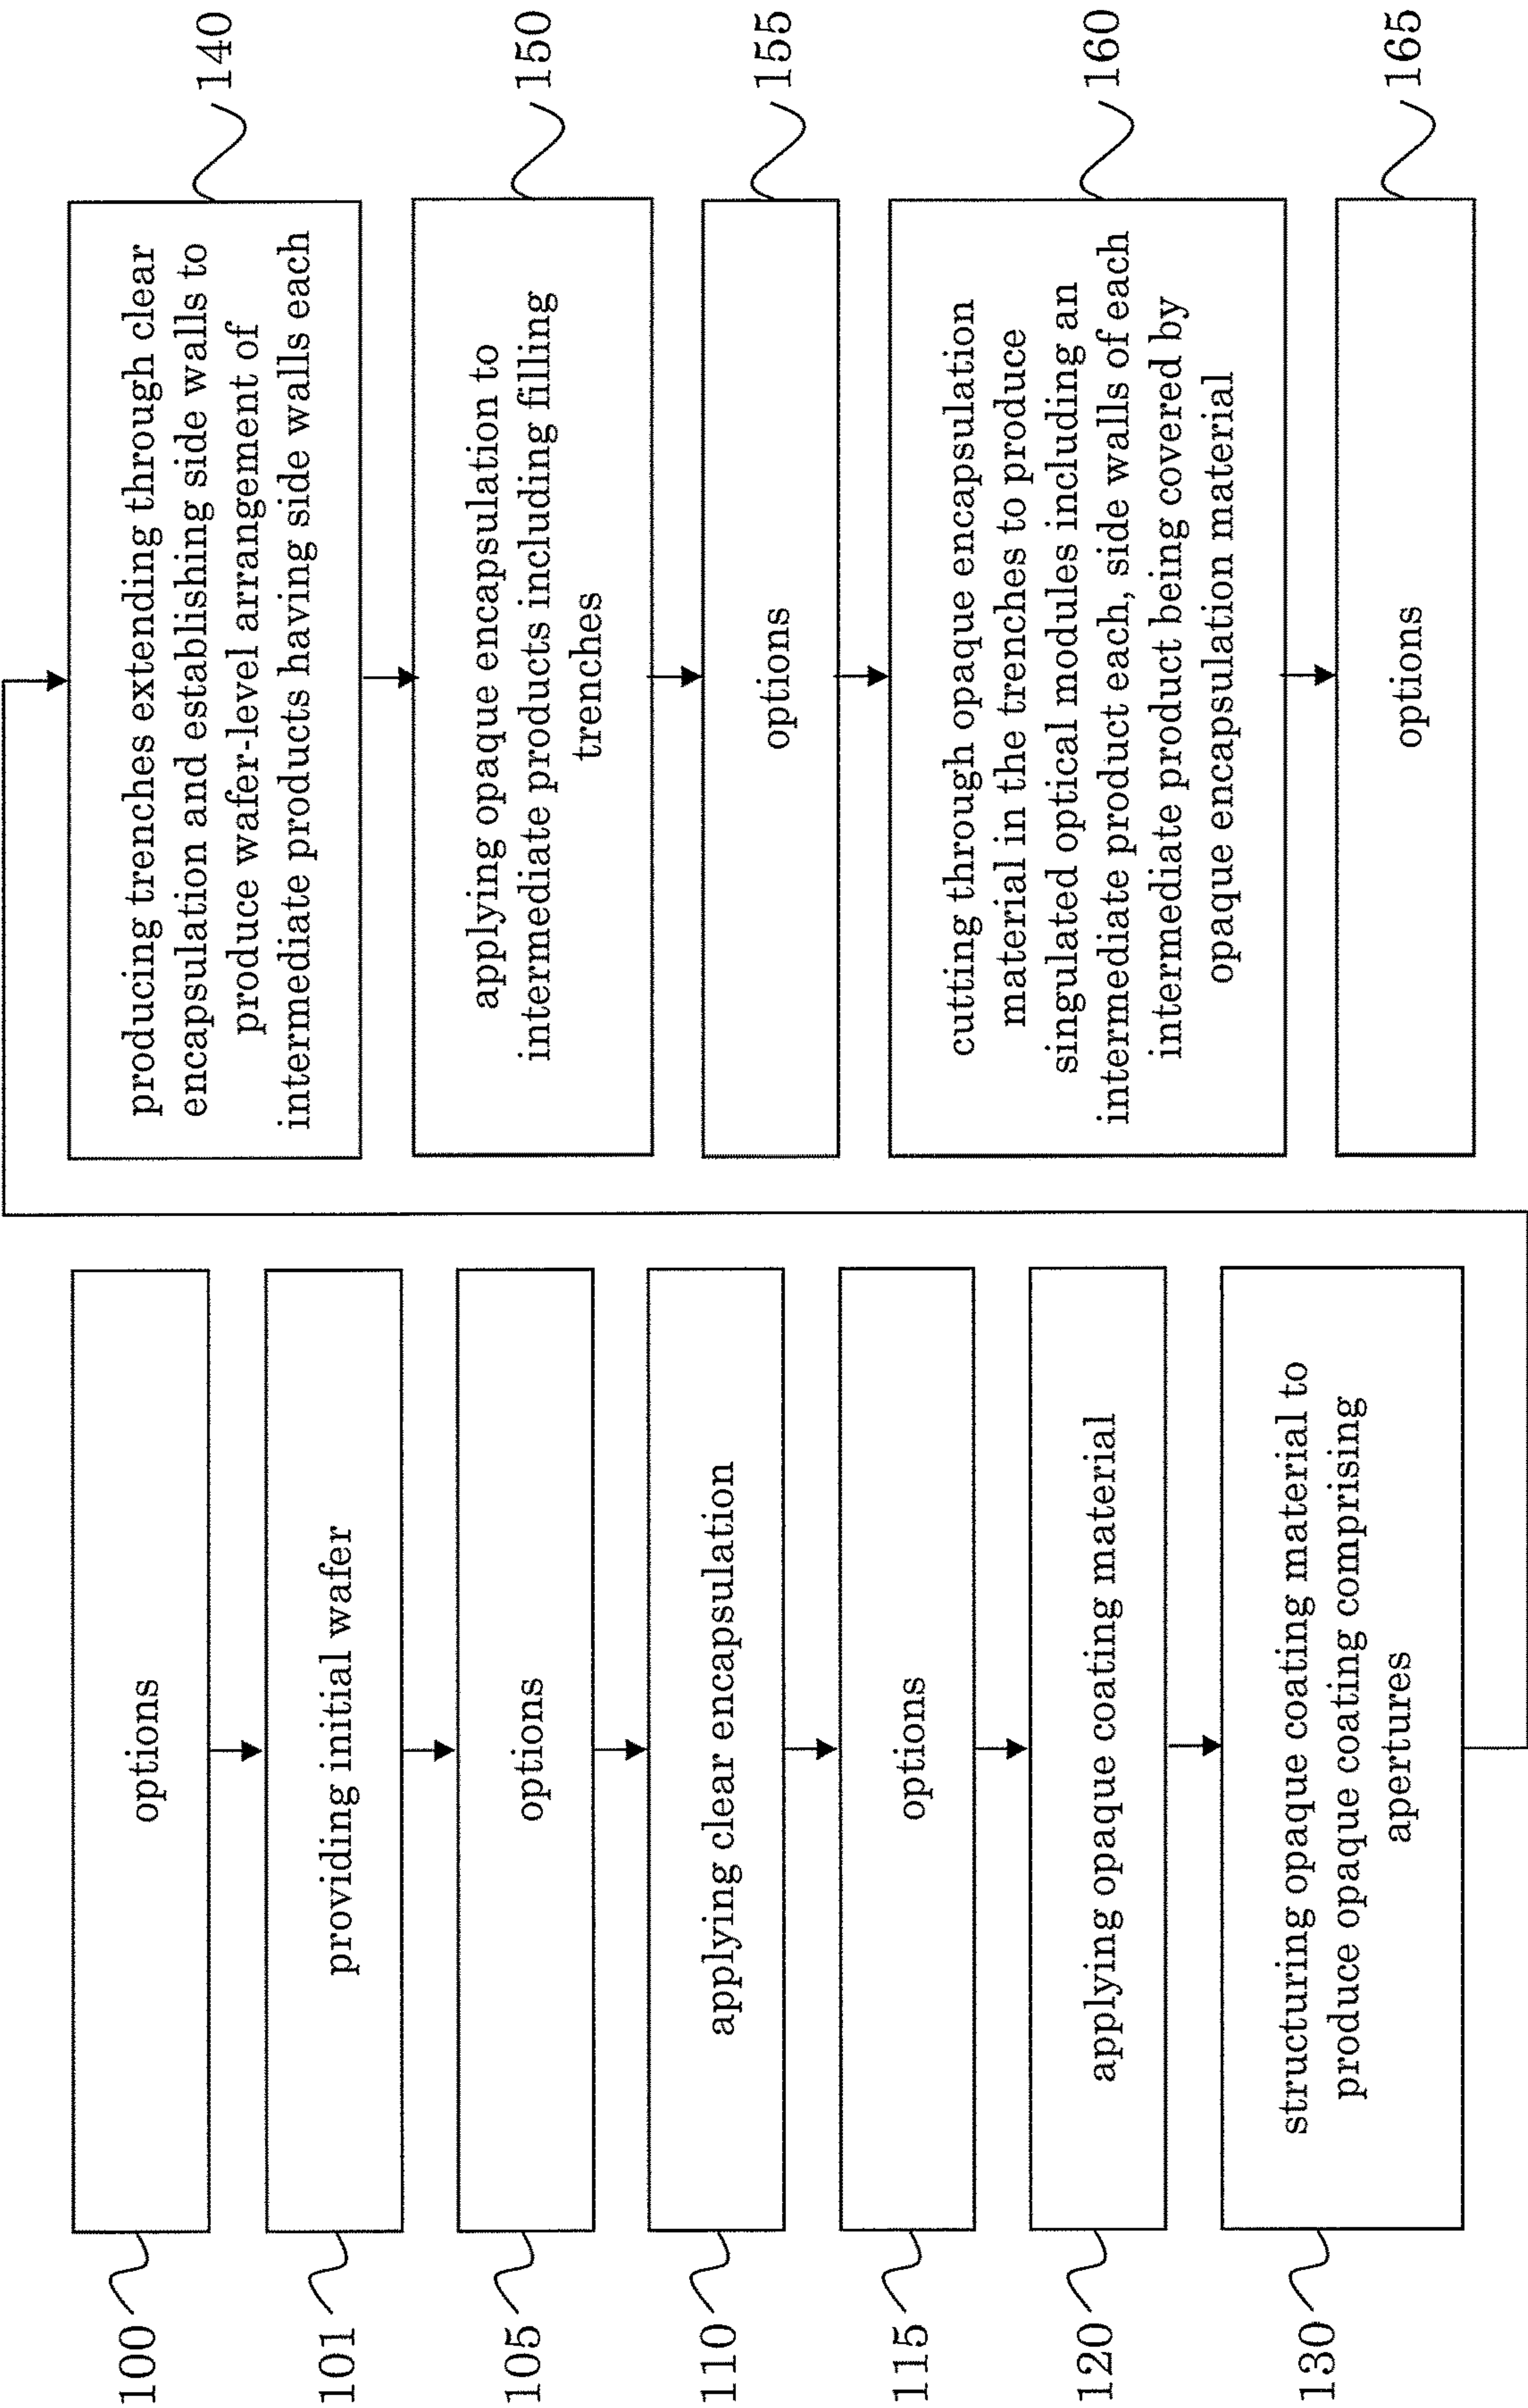 100
options
101
providing initial wafer
105
options
110
applying clear encapsulation
115
options
120
applying opaque coating material
130
structuring opaque coating material to
produce opaque coating comprising
apertures
producing trenches extending through clear
encapsulation and establishing side walls to
produce wafer-level arrangement of
intermediate products having side walls each
140
applying opaque encapsulation to
intermediate products including filling
trenches
150
options
155
cutting through opaque encapsulation
material in the trenches to produce
singulated optical modules including an
intermediate product each, side walls of each
intermediate product being covered by
opaque encapsulation material
160
options
165